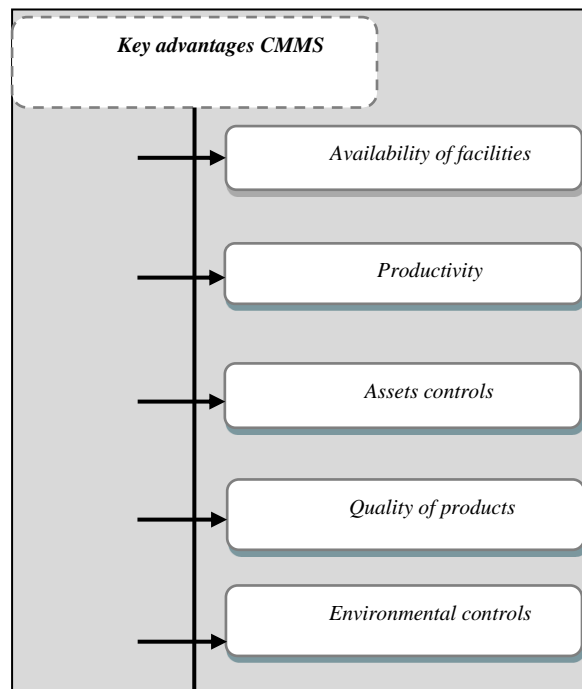 Key advantages CMMS
Availability of facilities
Productivity
Assets controls
Quality of products
Environmental controls